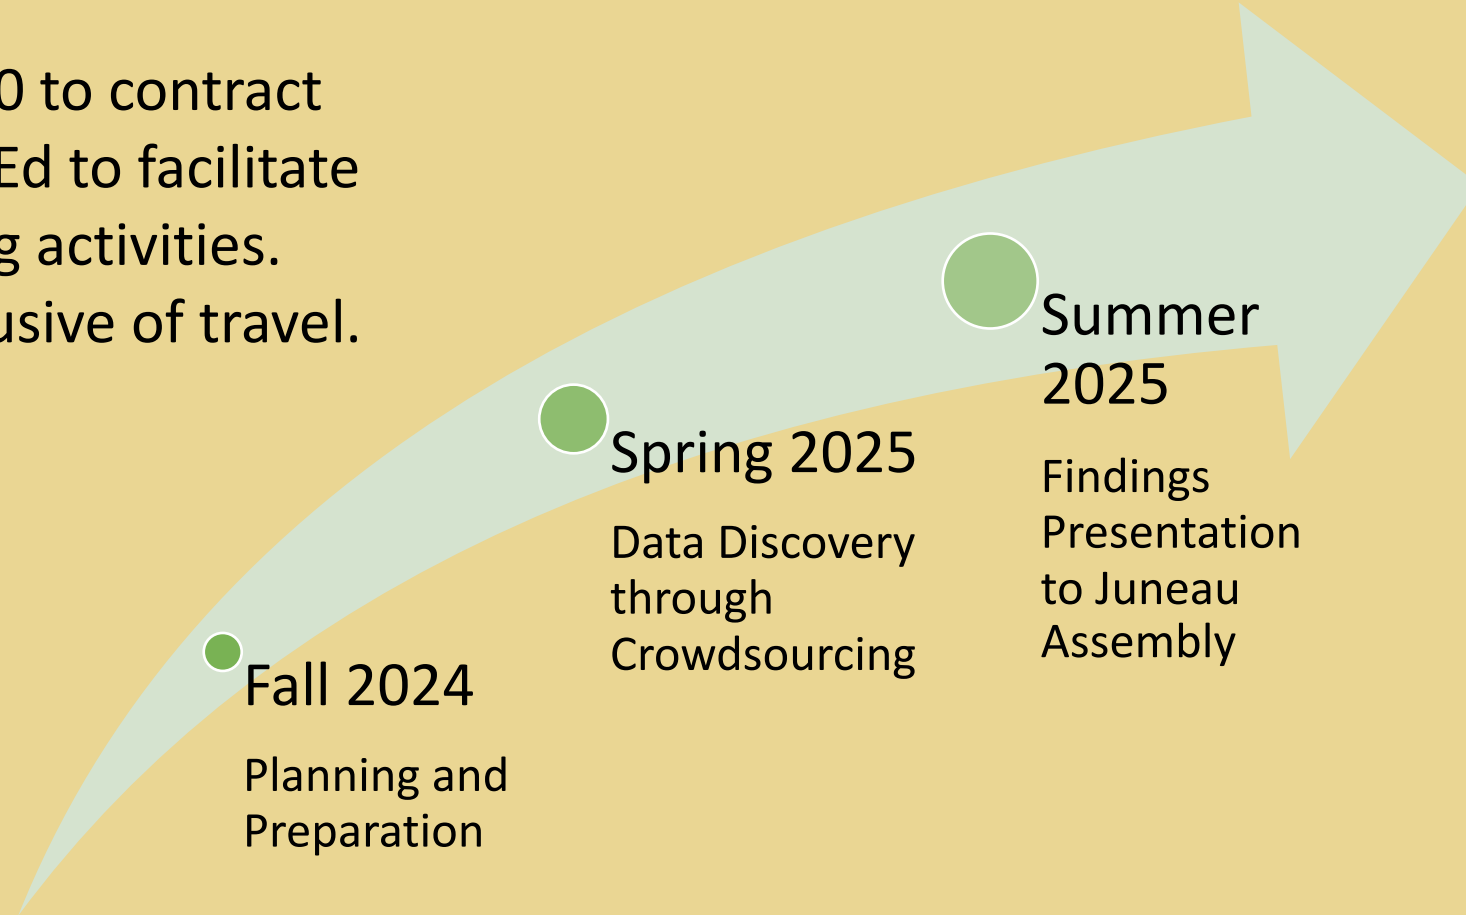 0 to contract
Ed to facilitate
g activities.
usive of travel.
Summer
2025
Findings
Presentation
to Juneau
Assembly
Spring 2025
Data Discovery
through
Crowdsourcing
Fall 2024
Planning and
Preparation